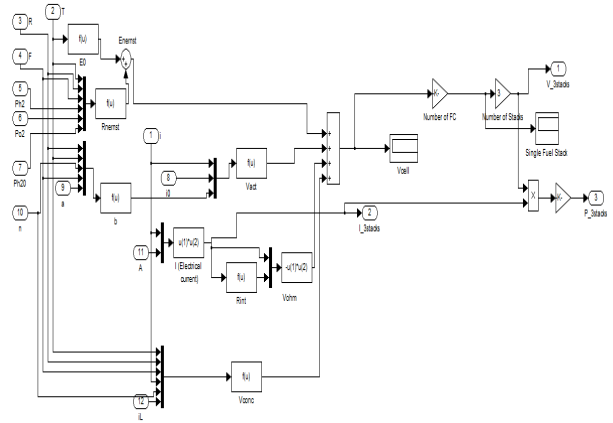 3
R
2
T
4
F
f(u)
E0
Enernst
5
Ph2
6
Po2
f(u)
Rnernst
7
Ph20
9
a
10
n
f(u)
b
1
i
8
i0
f(u)
Vact
11
A
u(1)*u(2)
I (Electrical
current)
f(u)
Rint
-u(1)*u(2)
Vohm
12
iL
f(u)
Vconc
+
+
+
+
Vcell
K-
Number of FC
3
Number of Stacks
1
V_3stacks
Single Fuel Stack
2
I_3stacks
X
K-
3
P_3stacks